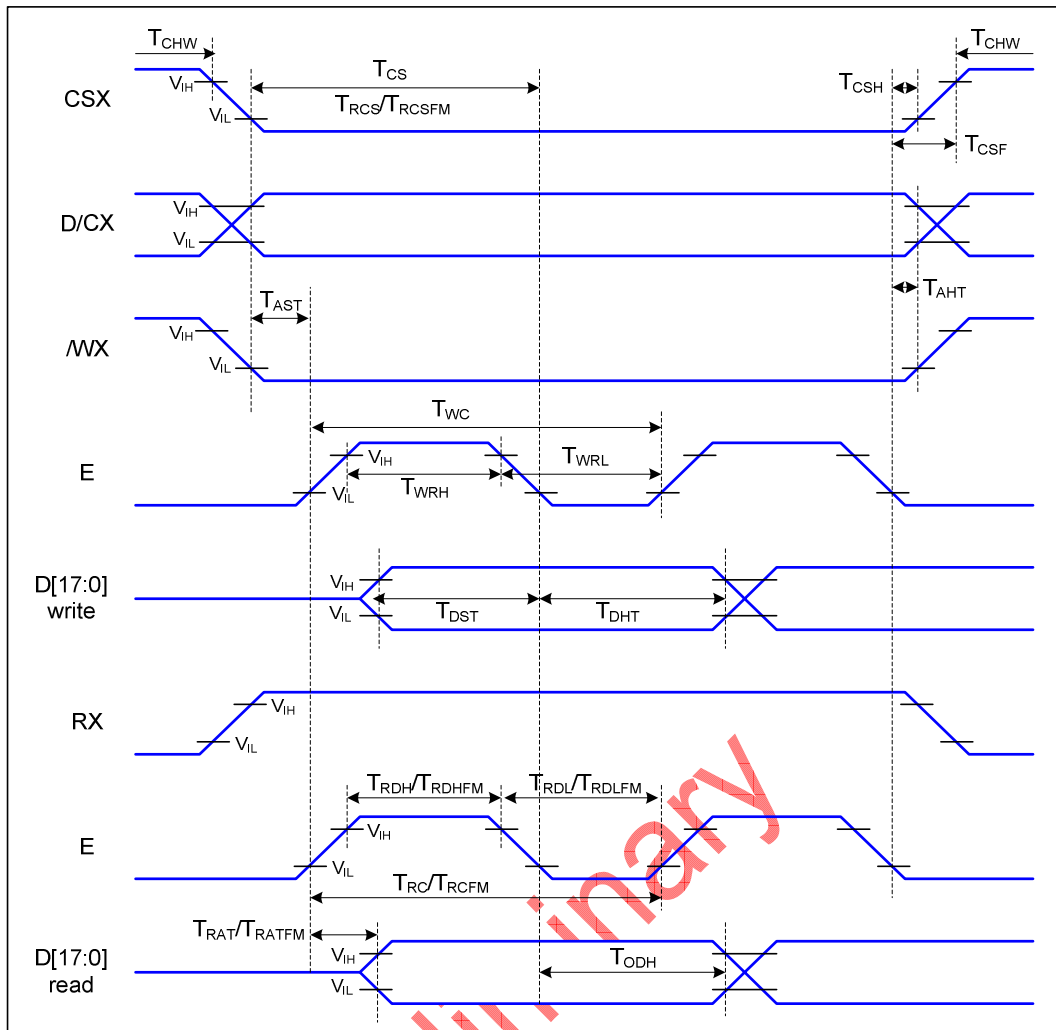 TCHW
TCHW
TCS
TCSH
VIH
CSX
TRCS/TRCSFM
VIL
TCSF
VIH
D/CX
VIL
TAST
TAHT
VIH
/WX
VIL
TWC
E
VIH
TWRL
TWRH
VIL
D[17:0]
write
VIH
TDST
TDHT
VIL
RX
VIH
VIL
TRDH/TRDHFM
TRDL/TRDLFM
E
VIH
VIL
TRC/TRCFM
TRAT/TRATFM
D[17:0]
read
VIH
TODH
VIL